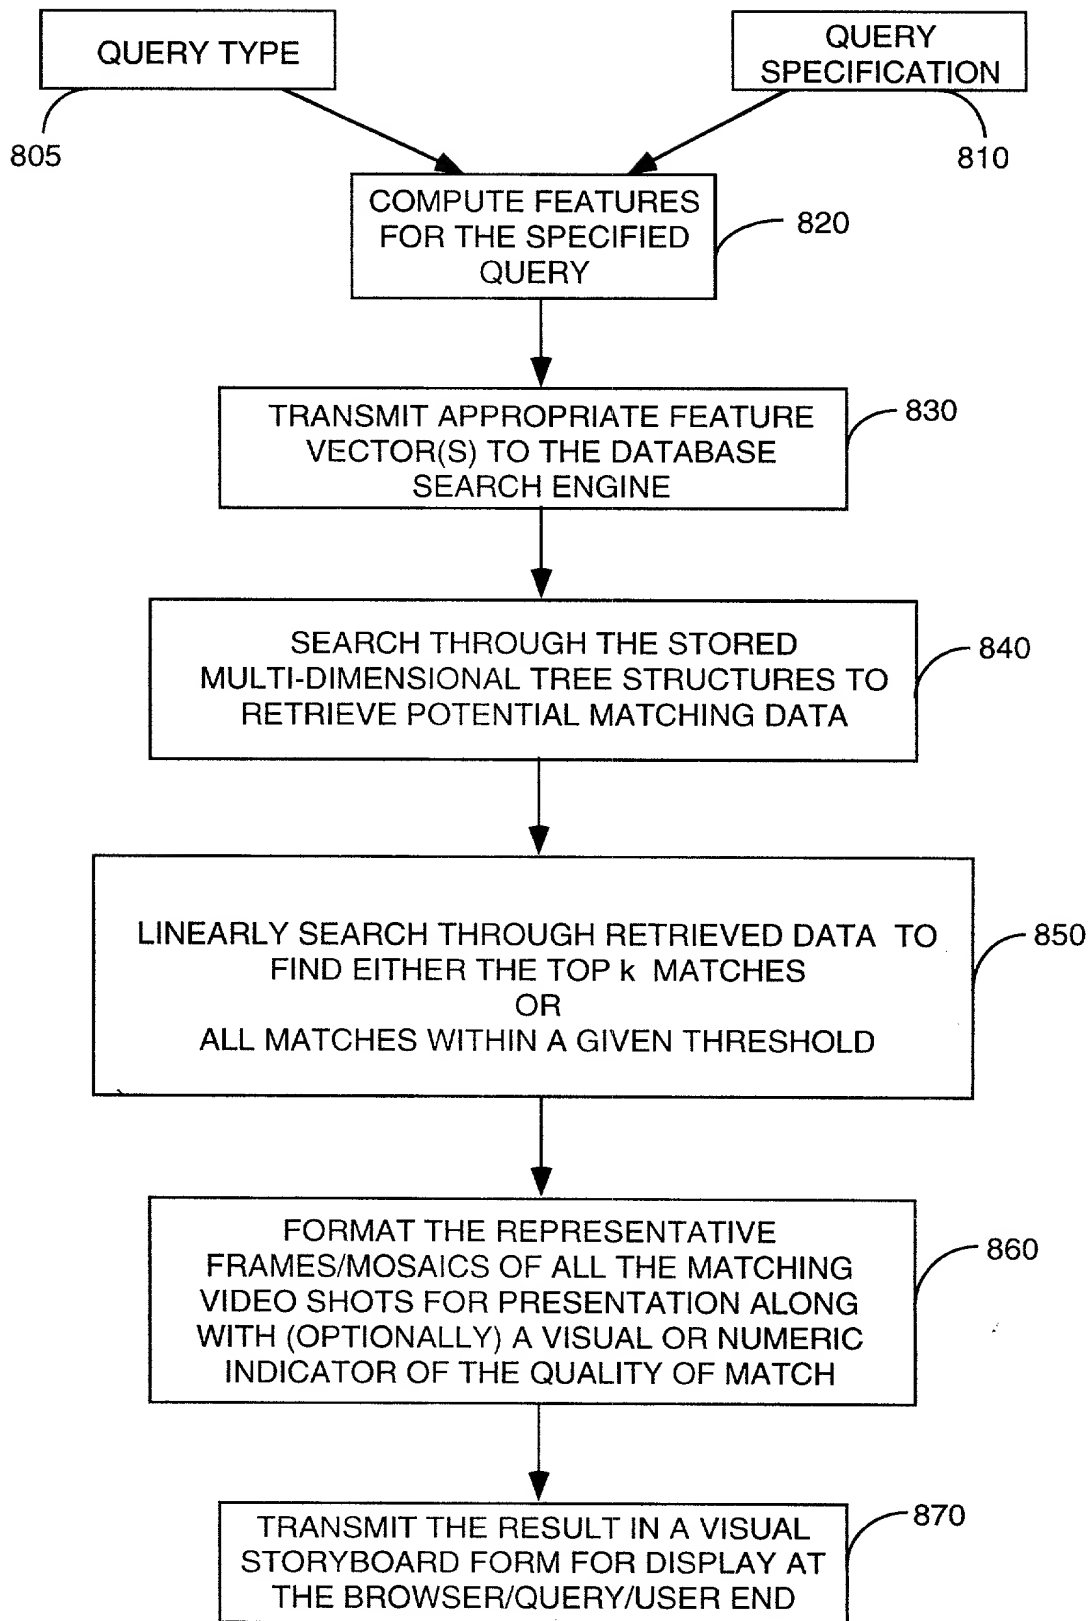 QUERY TYPE
QUERY
SPECIFICATION
805
810
COMPUTE FEATURES
FOR THE SPECIFIED
QUERY
820
TRANSMIT APPROPRIATE FEATURE
VECTOR(S) TO THE DATABASE
SEARCH ENGINE
830
SEARCH THROUGH THE STORED
MULTI-DIMENSIONAL TREE STRUCTURES TO
RETRIEVE POTENTIAL MATCHING DATA
840
LINEARLY SEARCH THROUGH RETRIEVED DATA TO
FIND EITHER THE TOP k MATCHES
OR
ALL MATCHES WITHIN A GIVEN THRESHOLD
850
FORMAT THE REPRESENTATIVE
FRAMES/MOSAICS OF ALL THE MATCHING
VIDEO SHOTS FOR PRESENTATION ALONG
WITH (OPTIONALLY) A VISUAL OR NUMERIC
INDICATOR OF THE QUALITY OF MATCH
860
TRANSMIT THE RESULT IN A VISUAL
STORYBOARD FORM FOR DISPLAY AT
THE BROWSER/QUERY/USER END
870